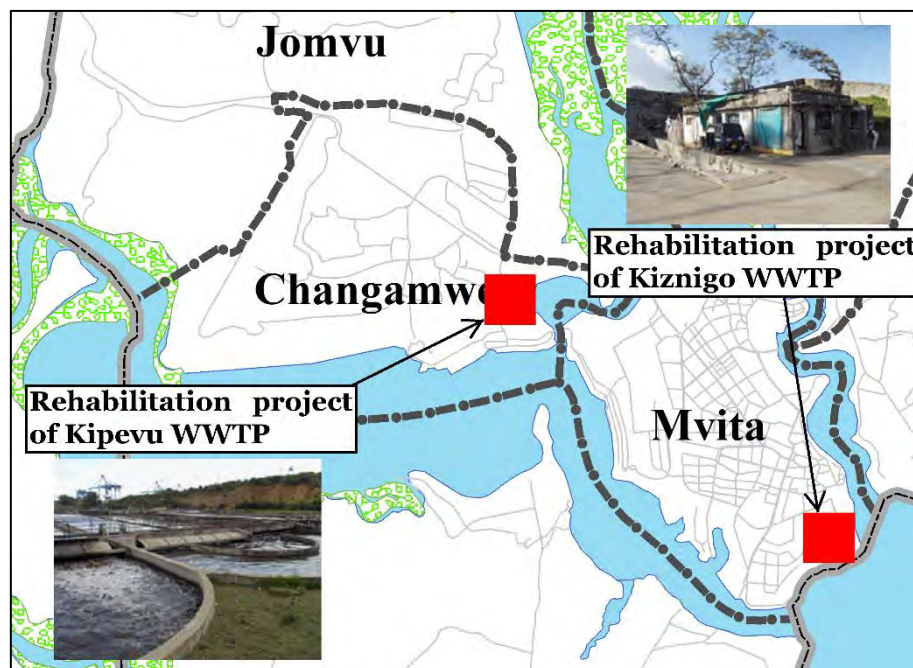 Jomvu
Rehabilitation project
of Kiznigo WWTP
Changamwe
Rehabilitation project
of Kipevu WWTP
Mvita